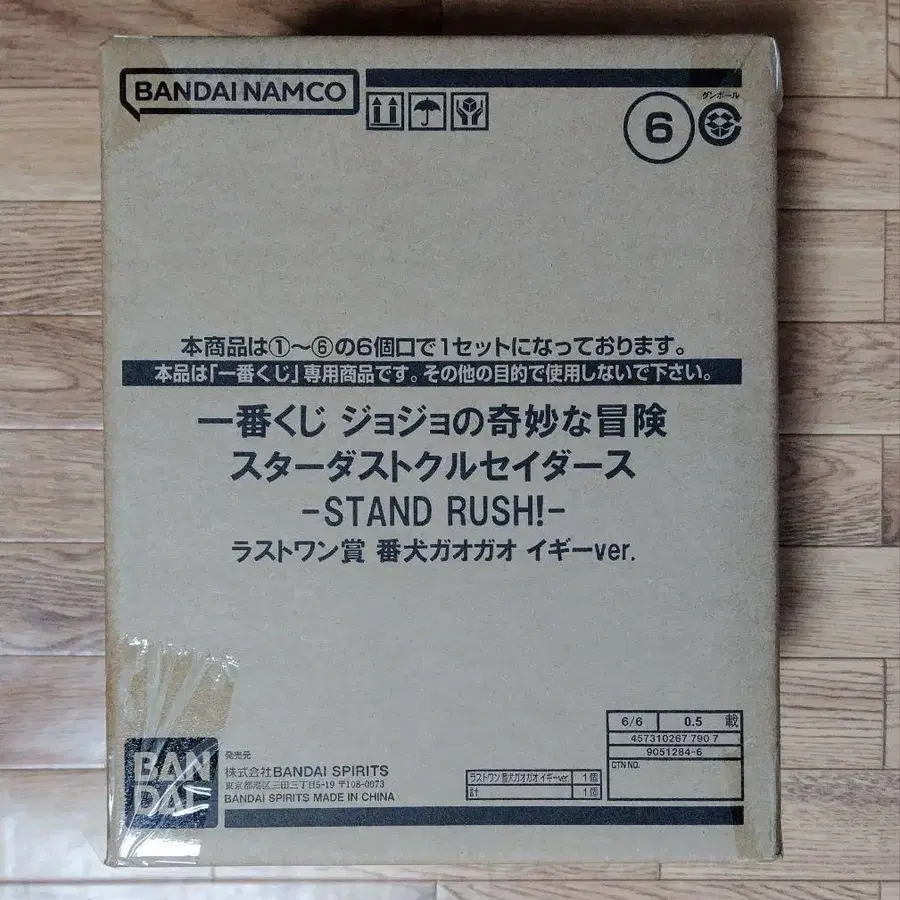 BANDAI NAMCO
6
ダンボール
本商品は①〜⑥の6個口で1セットになっております。
本品は「一番くじ」専用商品です。その他の目的で使用しないで下さい。
一番くじ ジョジョの奇妙な冒険
スターダストクルセイダース
-STAND RUSH!-
ラストワン賞 番犬ガオガオ イギーver.
6/6 0.5 載
457310267 790 7
9051284-6
GTN NO.
ラストワン 番犬ガオガオ イギーver. 1個
計 1個
BANDAI
発売元
株式会社BANDAI SPIRITS
東京都港区三田三丁目5-19 〒108-0073
BANDAI SPIRITS MADE IN CHINA